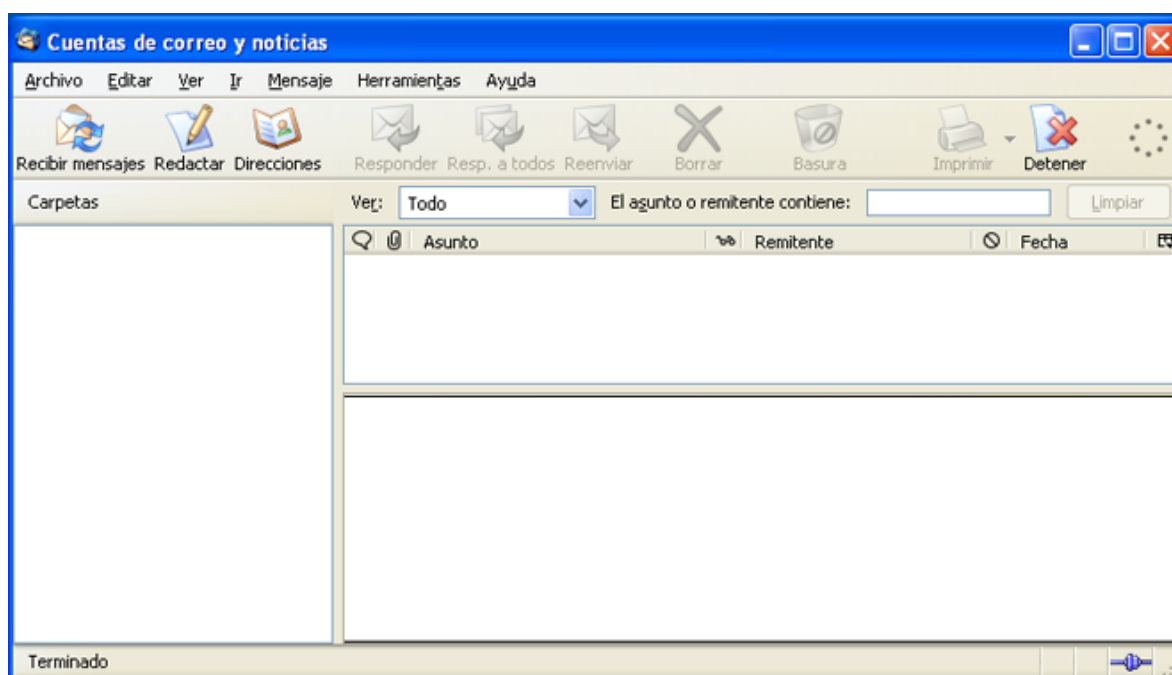 Cuentas de correo y noticias
Archivo Editar Ver Ir Mensaje Herramientas Ayuda
Recibir mensajes Redactar Direcciones Responder Resp. a todos Reenviar Borrar Basura Imprimir Detener
Carpetas Ver: Todo El asunto o remitente contiene: Limpiar
Asunto Remitente Fecha
Terminado